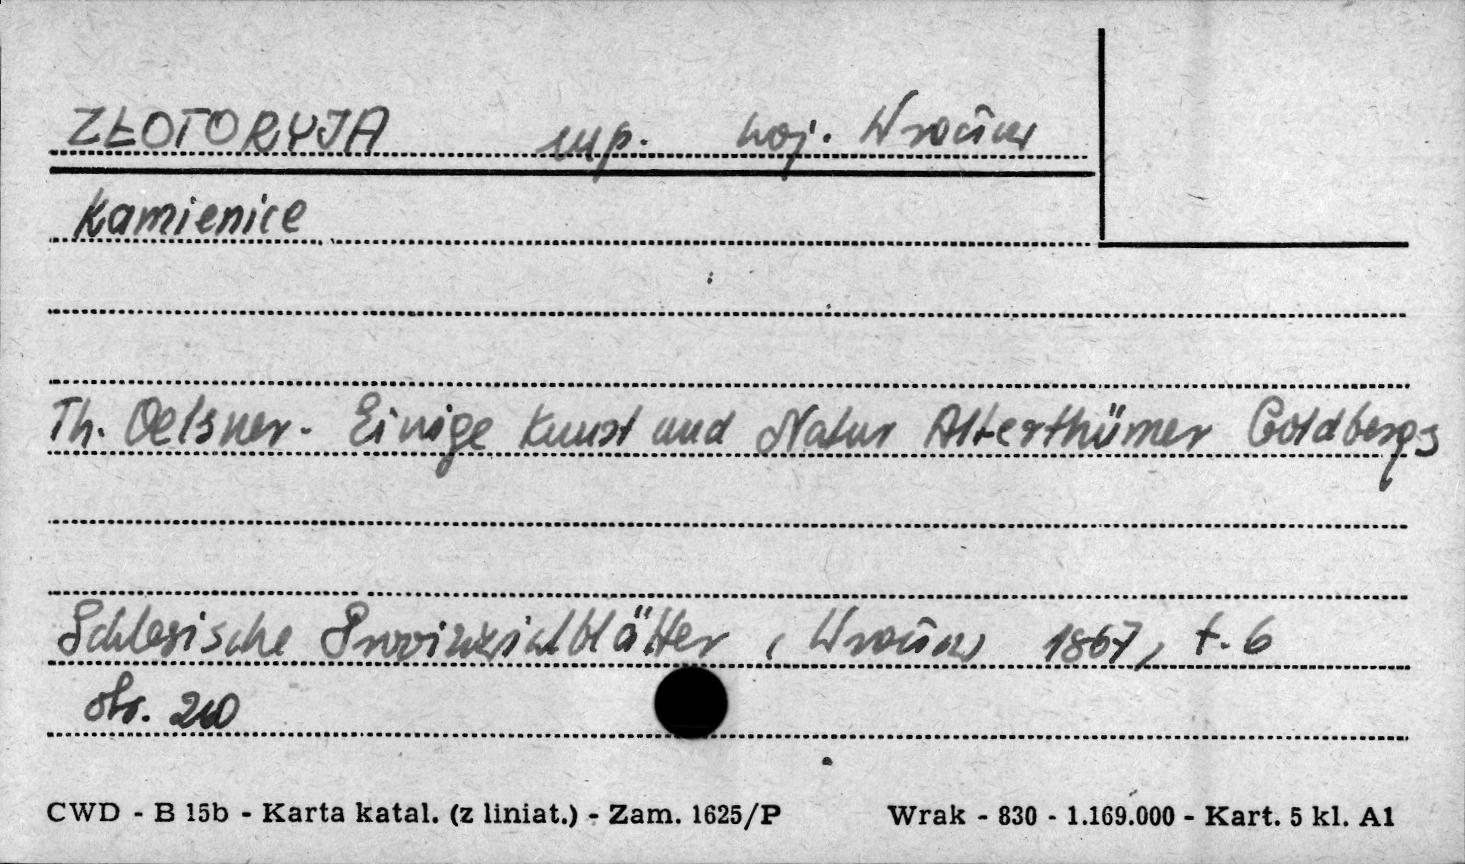 ZŁOTORYJA m/p. woj. Wrocław
Kamienice
Th. Oelsner - Einige Kunst und Natur Alterthümer Goldbergs
Schlesische Provinzialblätter, Wrocław 1867, t. 6
str. 210
CWD - B 15b - Karta katal. (z liniat.) - Zam. 1625/P Wrak - 830 - 1.169.000 - Kart. 5 kl. A1